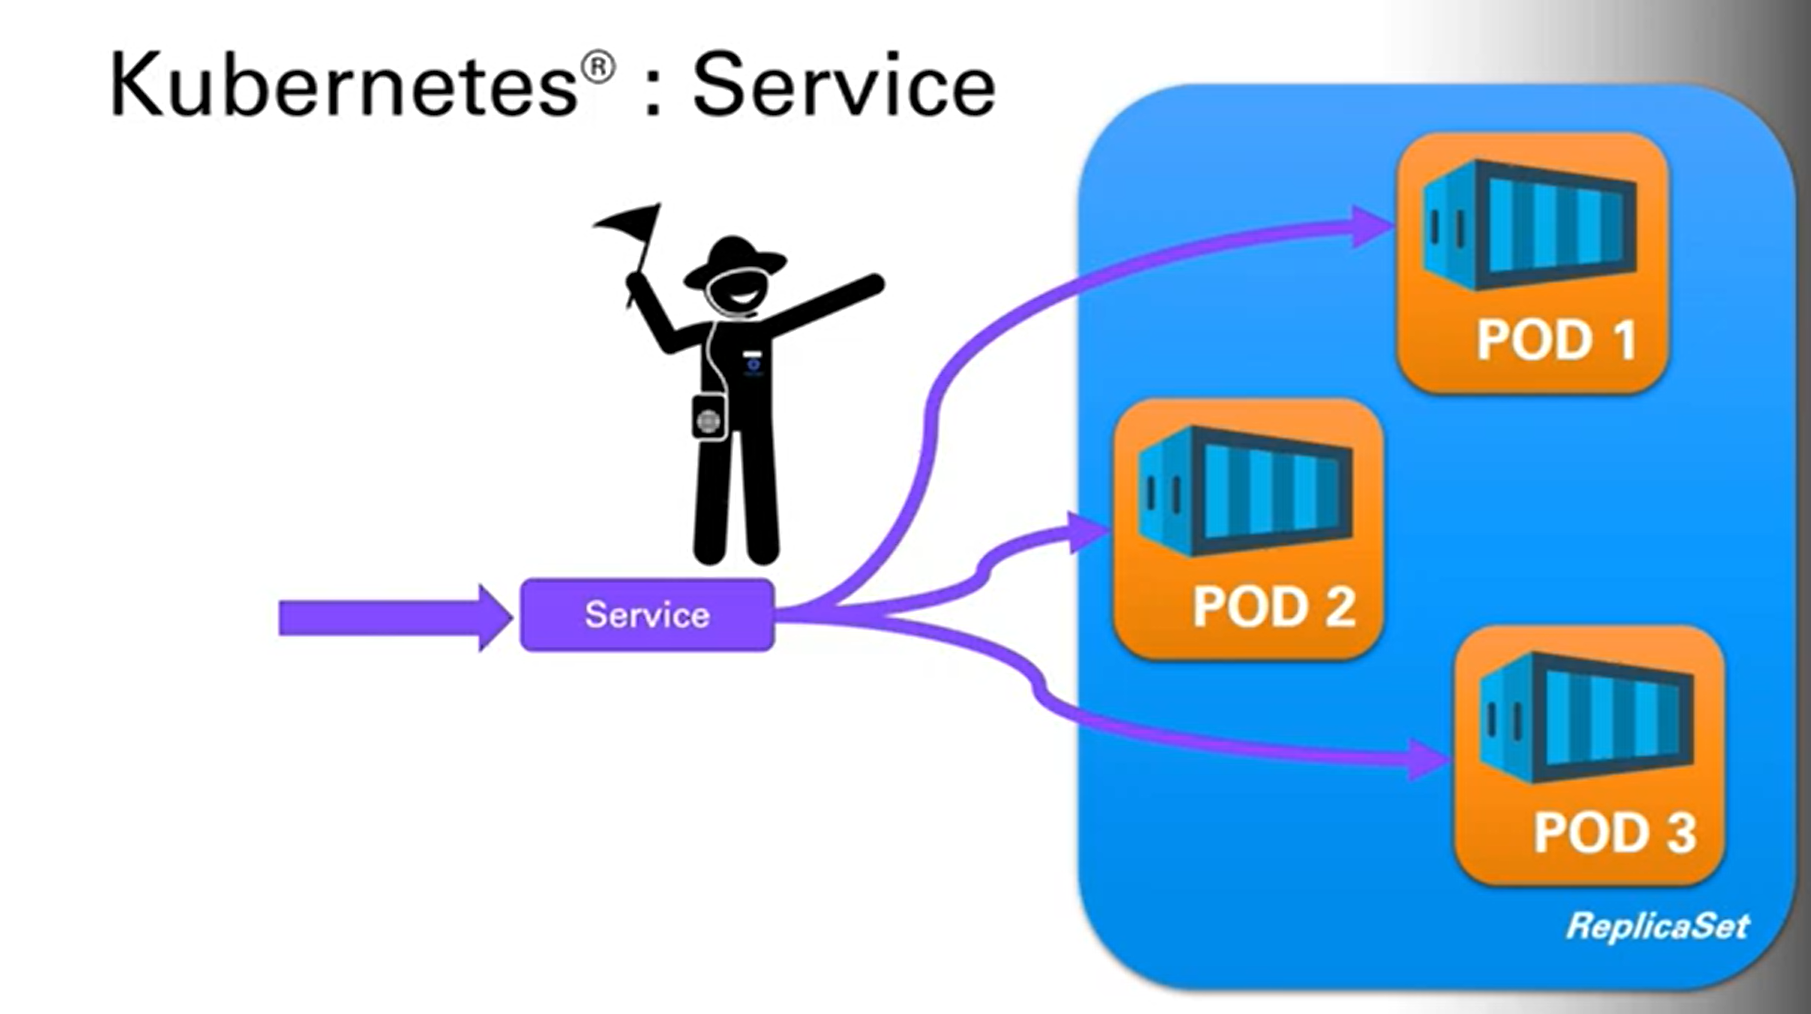 Kubernetes® : Service
POD 1
POD 2
Service
POD 3
ReplicaSet